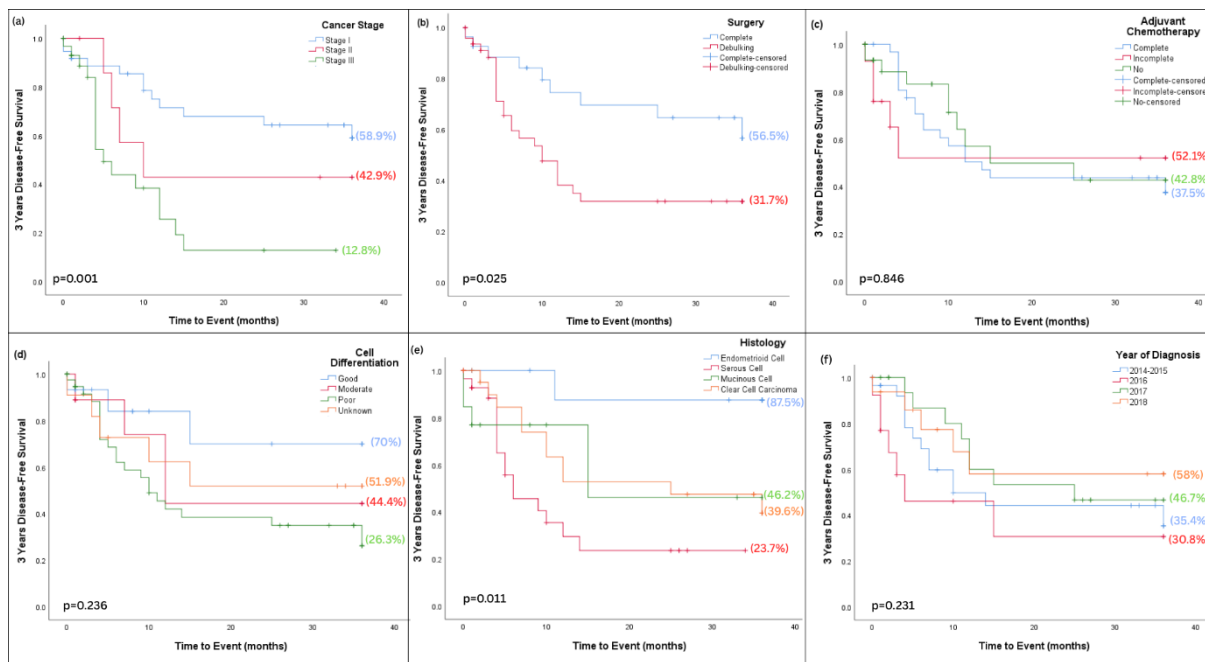 (a)
Cancer Stage
Stage I
Stage II
Stage III
3 Years Disease-Free Survival
1.0
0.8
0.6
0.4
0.2
0.0
(58.9%)
(42.9%)
(12.8%)
p=0.001
0
10
20
30
40
Time to Event (months)
(b)
Surgery
Complete
Debulking
Complete-censored
Debulking-censored
3 Years Disease-Free Survival
1.0
0.8
0.6
0.4
0.2
0.0
(56.5%)
(31.7%)
p=0.025
0
10
20
30
40
Time to Event (months)
(c)
Adjuvant
Chemotherapy
Complete
Incomplete
No
Complete-censored
Incomplete-censored
No-censored
3 Years Disease-Free Survival
1.0
0.8
0.6
0.4
0.2
0.0
(52.1%)
(42.8%)
(37.5%)
p=0.846
0
10
20
30
40
Time to Event (months)
(d)
Cell
Differentiation
Good
Moderate
Poor
Unknown
3 Years Disease-Free Survival
1.0
0.8
0.6
0.4
0.2
0.0
(70%)
(51.9%)
(44.4%)
(26.3%)
p=0.236
0
10
20
30
40
Time to Event (months)
(e)
Histology
Endometrioid Cell
Serous Cell
Mucinous Cell
Clear Cell Carcinoma
3 Years Disease-Free Survival
1.0
0.8
0.6
0.4
0.2
0.0
(87.5%)
(46.2%)
(39.6%)
(23.7%)
p=0.011
0
10
20
30
40
Time to Event (months)
(f)
Year of Diagnosis
2014-2015
2016
2017
2018
3 Years Disease-Free Survival
1.0
0.8
0.6
0.4
0.2
0.0
(58%)
(46.7%)
(35.4%)
(30.8%)
p=0.231
0
10
20
30
40
Time to Event (months)